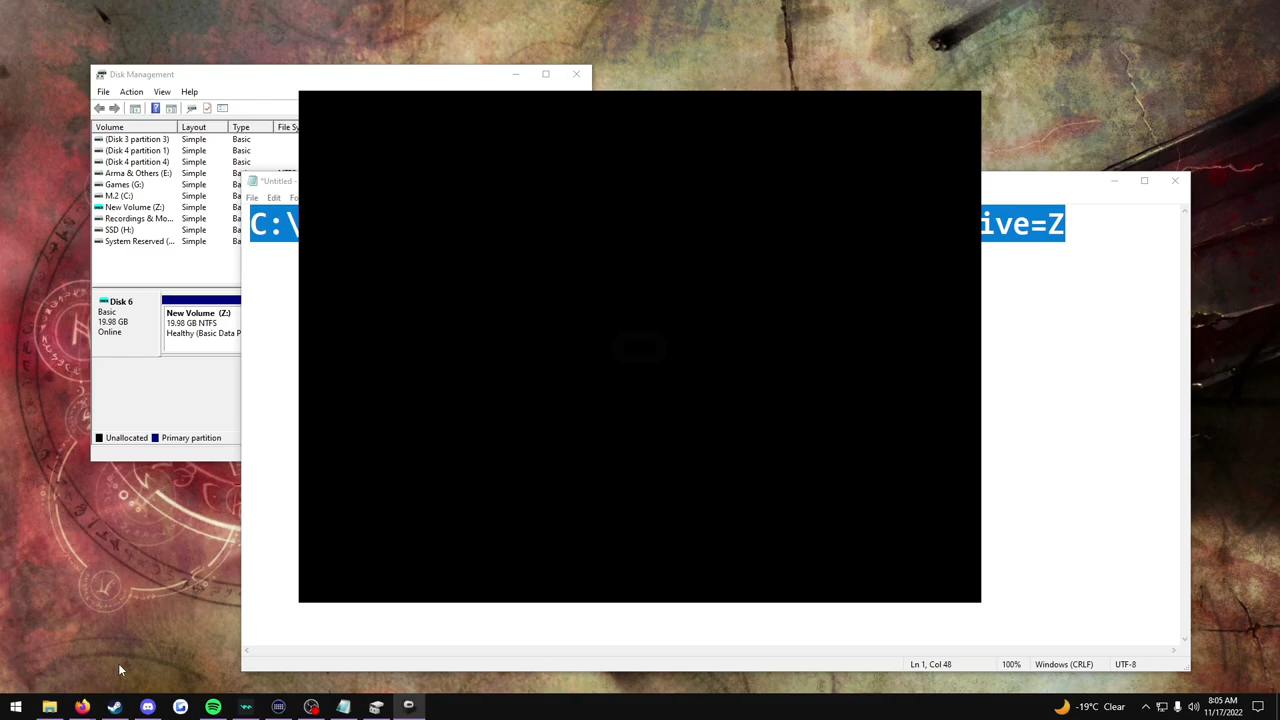 Disk Management
File Action View Help
Volume Layout Type File Sy
(Disk 3 partition 3) Simple Basic
(Disk 4 partition 1) Simple Basic
(Disk 4 partition 4) Simple Basic
Arma & Others (E:) Simple
Games (G:) Simple
M.2 (C:) Simple
New Volume (Z:) Simple
Recordings & Mo... Simple
SSD (H:) Simple
System Reserved (... Simple
Disk 6
Basic
19.98 GB
Online
New Volume (Z:)
19.98 GB NTFS
Healthy (Basic Data P
Unallocated Primary partition
*Untitled -
File Edit Fo
C:\ ive=Z
Ln 1, Col 48 100% Windows (CRLF) UTF-8
-19°C Clear
8:05 AM
11/17/2022